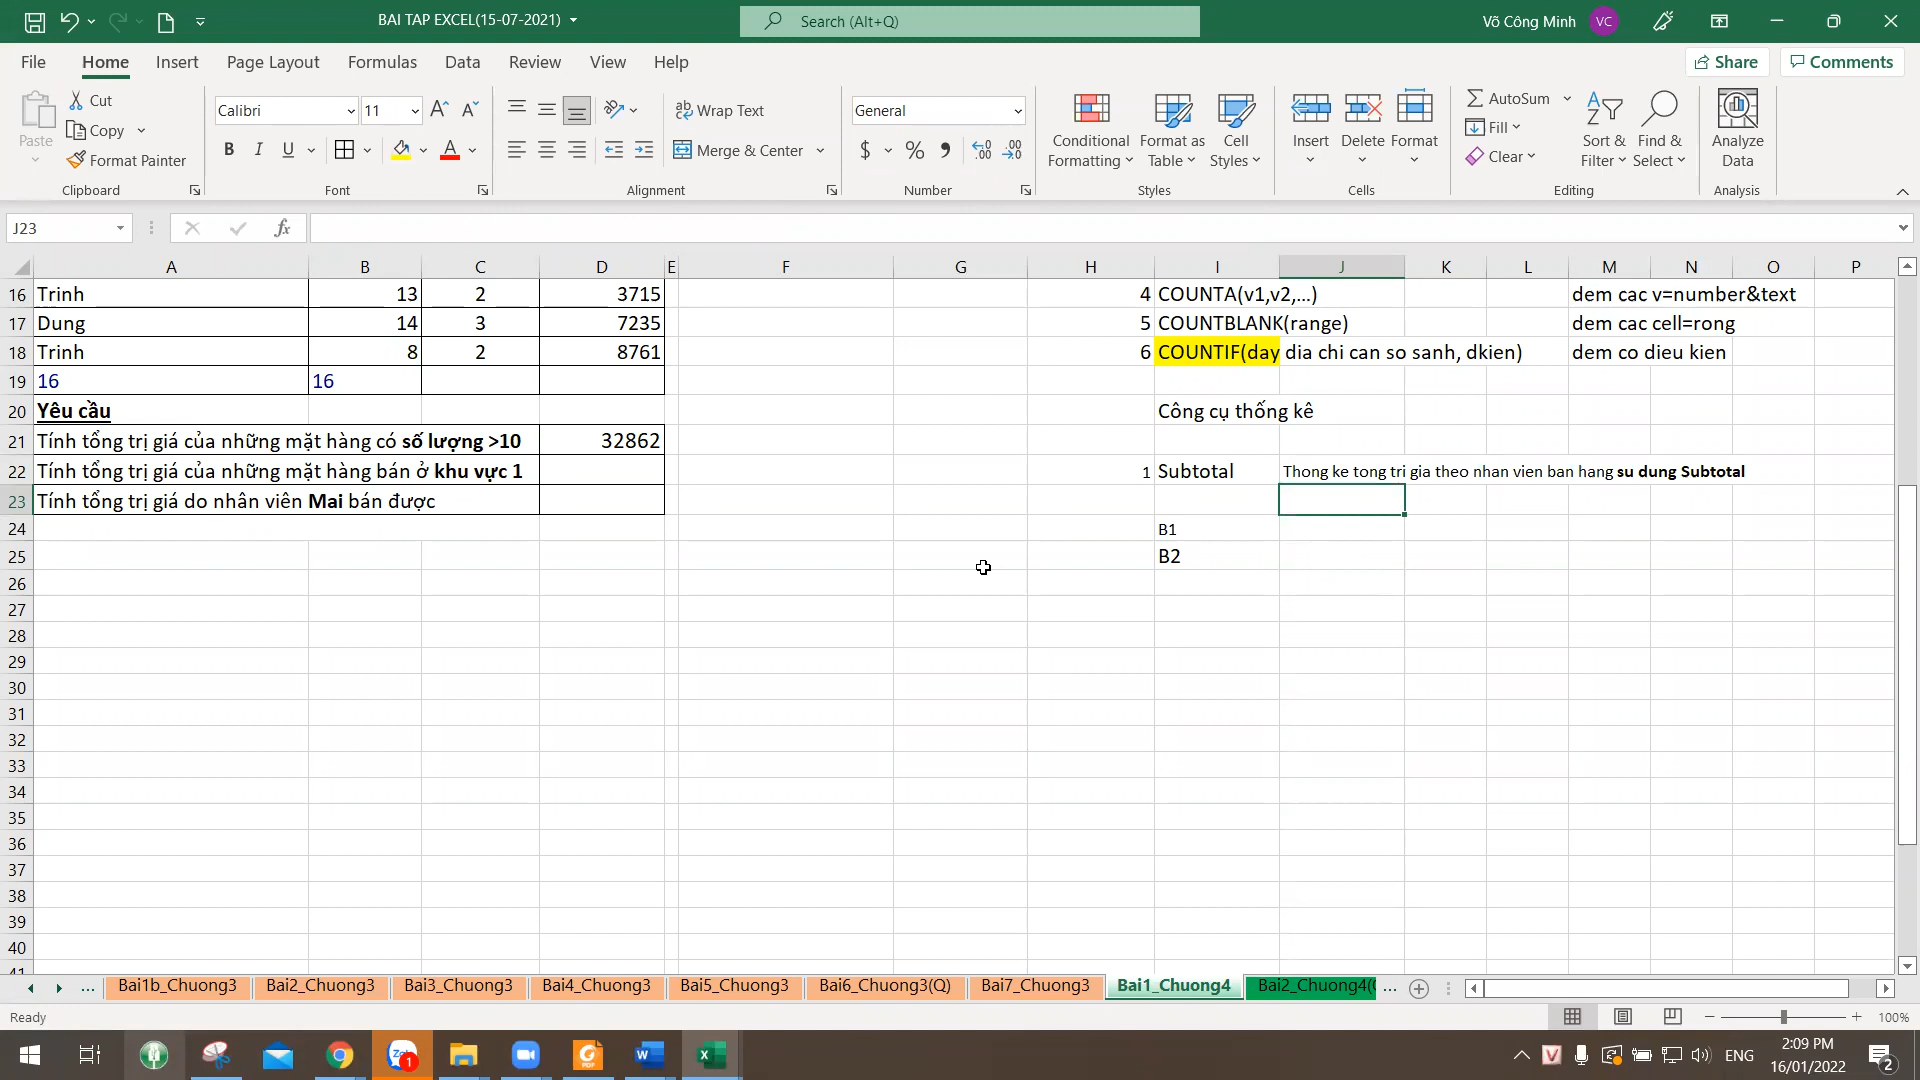 BAI TAP EXCEL(15-07-2021)
Search (Alt+Q)
Võ Công Minh
VC
File Home Insert Page Layout Formulas Data Review View Help
Share
Comments
Paste
Cut
Copy
Format Painter
Clipboard
Calibri 11
B I U
A A
Font
Wrap Text
Merge & Center
Alignment
General
$ % ,
Number
Conditional Formatting
Format as Table
Cell Styles
Styles
Insert Delete Format
Cells
AutoSum
Fill
Clear
Sort & Filter
Find & Select
Editing
Analyze Data
Analysis
J23
fx
A B C D E F G H I J K L M N O P
16 Trinh 13 2 3715 4 COUNTA(v1,v2,...) dem cac v=number&text
17 Dung 14 3 7235 5 COUNTBLANK(range) dem cac cell=rong
18 Trinh 8 2 8761 6 COUNTIF(day dia chi can so sanh, dkien) dem co dieu kien
19 16 16
20 Yêu cầu Công cụ thống kê
21 Tính tổng trị giá của những mặt hàng có số lượng >10 32862
22 Tính tổng trị giá của những mặt hàng bán ở khu vực 1 1 Subtotal Thong ke tong tri gia theo nhan vien ban hang su dung Subtotal
23 Tính tổng trị giá do nhân viên Mai bán được
24 B1
25 B2
26
27
28
29
30
31
32
33
34
35
36
37
38
39
40
41
... Bai1b_Chuong3 Bai2_Chuong3 Bai3_Chuong3 Bai4_Chuong3 Bai5_Chuong3 Bai6_Chuong3(Q) Bai7_Chuong3 Bai1_Chuong4 Bai2_Chuong4( ...
Ready
100%
1
ENG
2:09 PM
16/01/2022
2